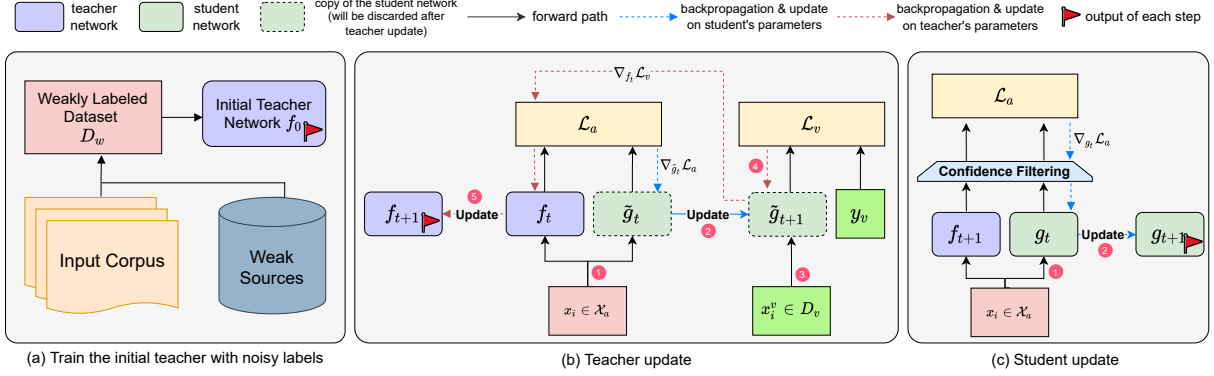 teacher
network
student
network
copy of the student network
(will be discarded after
teacher update)
forward path
backpropagation & update
on student's parameters
backpropagation & update
on teacher's parameters
output of each step
Weakly Labeled
Dataset
D_w
Initial Teacher
Network f_0
Input Corpus
Weak
Sources
(a) Train the initial teacher with noisy labels
∇_{f_t} ℒ_v
ℒ_a
ℒ_v
∇_{g̃_t} ℒ_a
4
5
f_{t+1}
Update
f_t
g̃_t
Update
2
g̃_{t+1}
y_v
1
3
x_i ∈ 𝒳_a
x_i^v ∈ D_v
(b) Teacher update
ℒ_a
∇_{g_t} ℒ_a
Confidence Filtering
f_{t+1}
g_t
Update
2
g_{t+1}
1
x_i ∈ 𝒳_a
(c) Student update